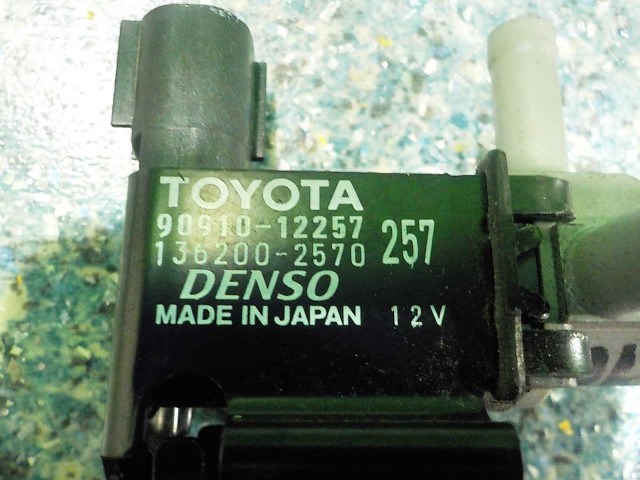 TOYOTA
90910-12257
136200-2570 257
DENSO
MADE IN JAPAN 12V